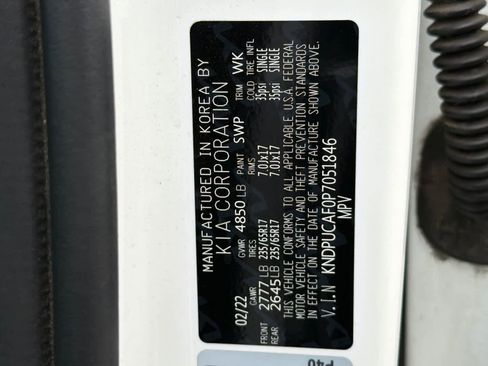 MANUFACTURED IN KOREA BY
KIA CORPORATION
02/22 GVWR 4850 LB PAINT SWP TRIM WK
GAWR TIRES RIMS COLD TIRE INFL
FRONT 2777 LB 235/65R17 7.0Jx17 35psi SINGLE
REAR 2645 LB 235/65R17 7.0Jx17 35psi SINGLE
THIS VEHICLE CONFORMS TO ALL APPLICABLE U.S.A. FEDERAL
MOTOR VEHICLE SAFETY AND THEFT PREVENTION STANDARDS
IN EFFECT ON THE DATE OF MANUFACTURE SHOWN ABOVE.
V.I.N KNDPUCAF0P7051846
MPV